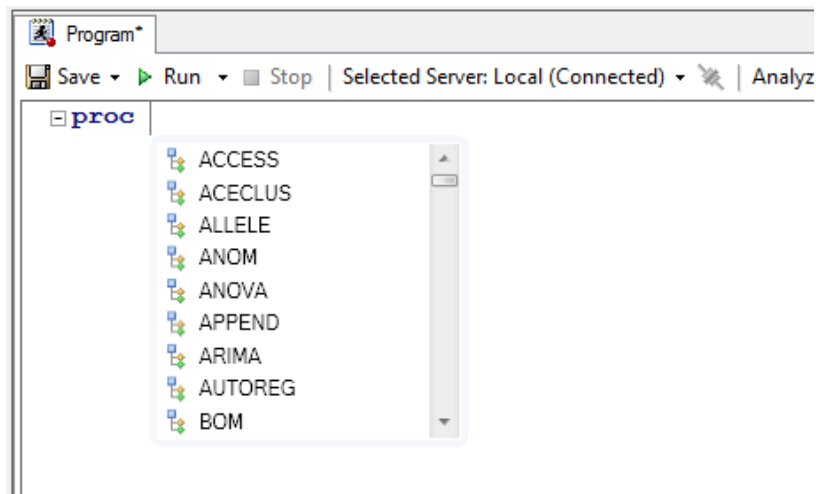 Program*
Save Run Stop Selected Server: Local (Connected) Analyz
proc
ACCESS
ACECLUS
ALLELE
ANOM
ANOVA
APPEND
ARIMA
AUTOREG
BOM